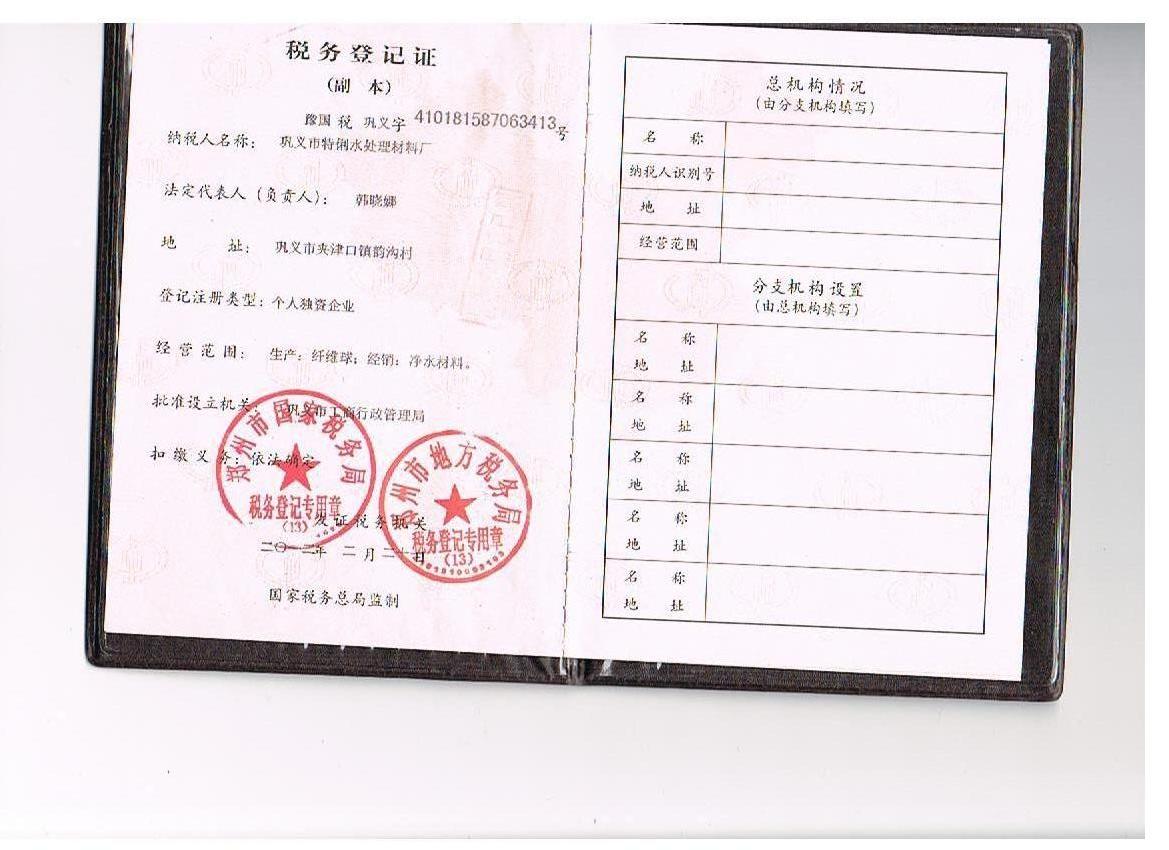 税务登记证
(副 本)
豫国 税 巩义字 410181587063413号
纳税人名称: 巩义市特俐水处理材料厂
法定代表人(负责人): 韩晓娜
地 址: 巩义市夹津口镇韵沟村
登记注册类型: 个人独资企业
经 营 范 围: 生产:纤维球;经销:净水材料。
批准设立机关: 巩义市工商行政管理局
扣 缴 义 务: 依法确定
郑州市国家税务局
税务登记专用章
(13)
郑州市地方税务局
税务登记专用章
(13)
发证税务机关
二〇一二年 二月二十日
国家税务总局监制
总机构情况
(由分支机构填写)
名 称
纳税人识别号
地 址
经营范围
分支机构设置
(由总机构填写)
名 称
地 址
名 称
地 址
名 称
地 址
名 称
地 址
名 称
地 址